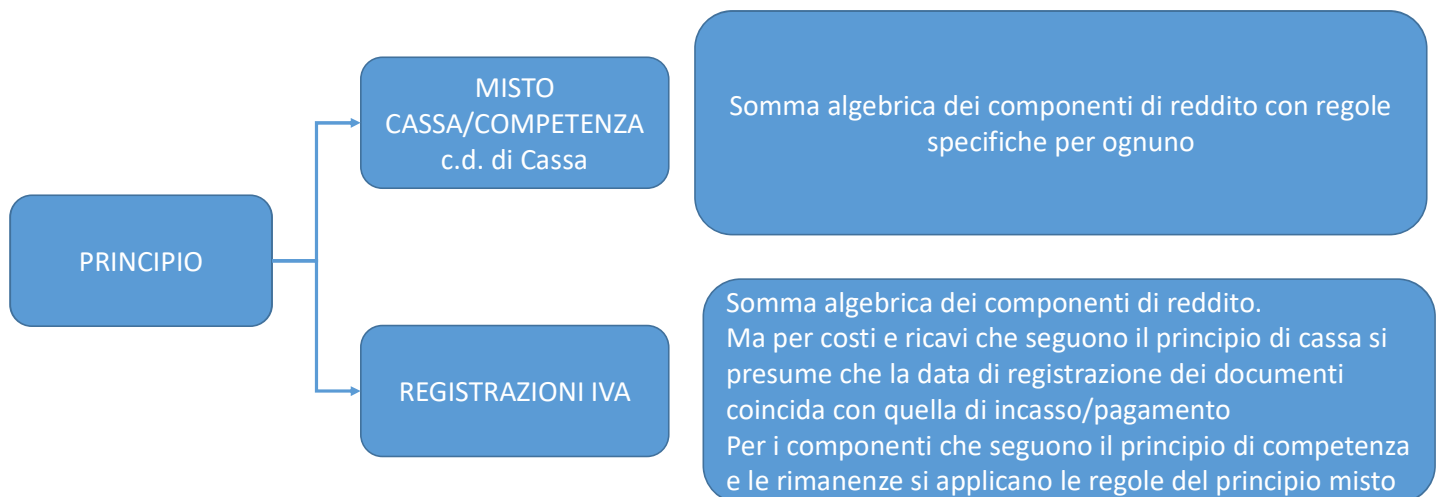 PRINCIPIO
MISTO
CASSA/COMPETENZA
c.d. di Cassa
Somma algebrica dei componenti di reddito con regole
specifiche per ognuno
REGISTRAZIONI IVA
Somma algebrica dei componenti di reddito.
Ma per costi e ricavi che seguono il principio di cassa si
presume che la data di registrazione dei documenti
coincida con quella di incasso/pagamento
Per i componenti che seguono il principio di competenza
e le rimanenze si applicano le regole del principio misto